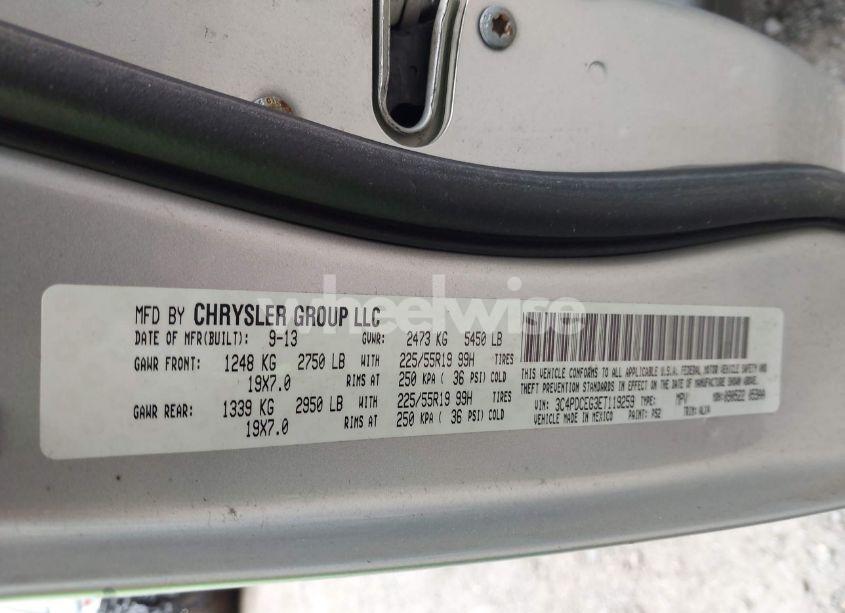 MFD BY CHRYSLER GROUP LLC
DATE OF MFR(BUILT): 9-13 GVWR: 2473 KG 5450 LB
GAWR FRONT: 1248 KG 2750 LB WITH 225/55R19 99H TIRES
19X7.0 RIMS AT 250 KPA ( 36 PSI) COLD
GAWR REAR: 1339 KG 2950 LB WITH 225/55R19 99H TIRES
19X7.0 RIMS AT 250 KPA ( 36 PSI) COLD
THIS VEHICLE CONFORMS TO ALL APPLICABLE U.S.A. FEDERAL MOTOR VEHICLE SAFETY AND
THEFT PREVENTION STANDARDS IN EFFECT ON THE DATE OF MANUFACTURE SHOWN ABOVE.
VIN: 3C4PDCEG3ET119259 TYPE: MPV MDH:
VEHICLE MADE IN MEXICO PAINT: PS2 TRIM:
wheelwise